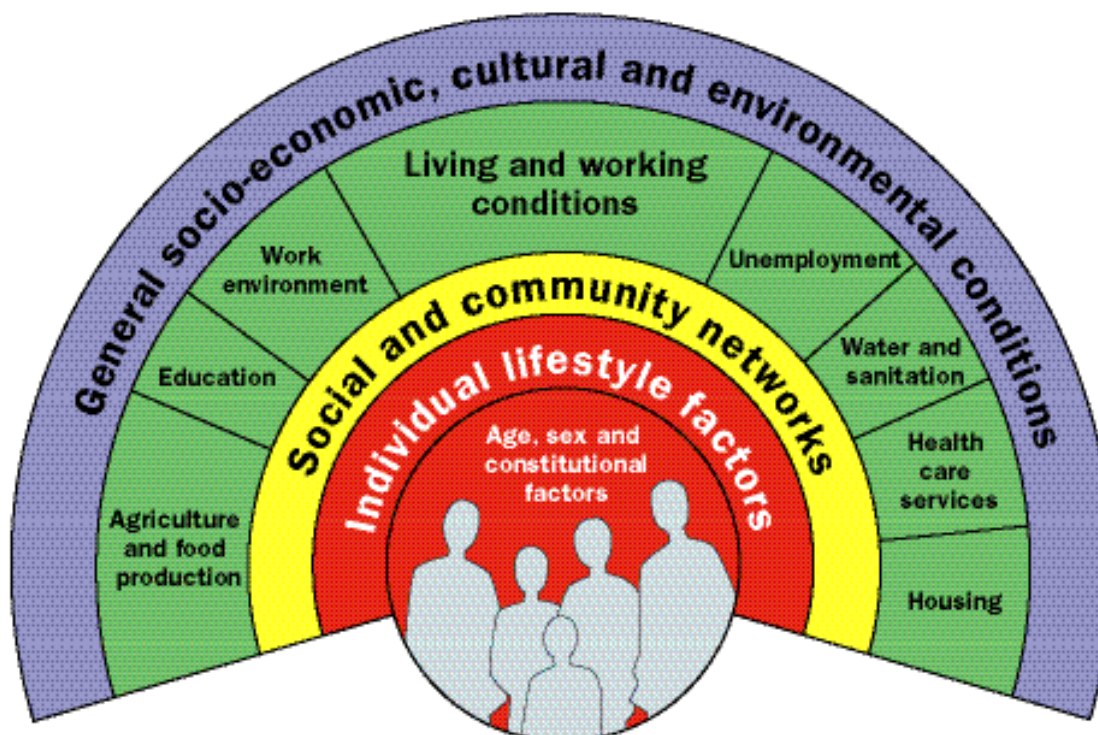 General socio-economic, cultural and environmental conditions
Living and working
conditions
Work
environment
Unemployment
Education
Water and
sanitation
Agriculture
and food
production
Health
care
services
Housing
Social and community networks
Individual lifestyle factors
Age, sex and
constitutional
factors